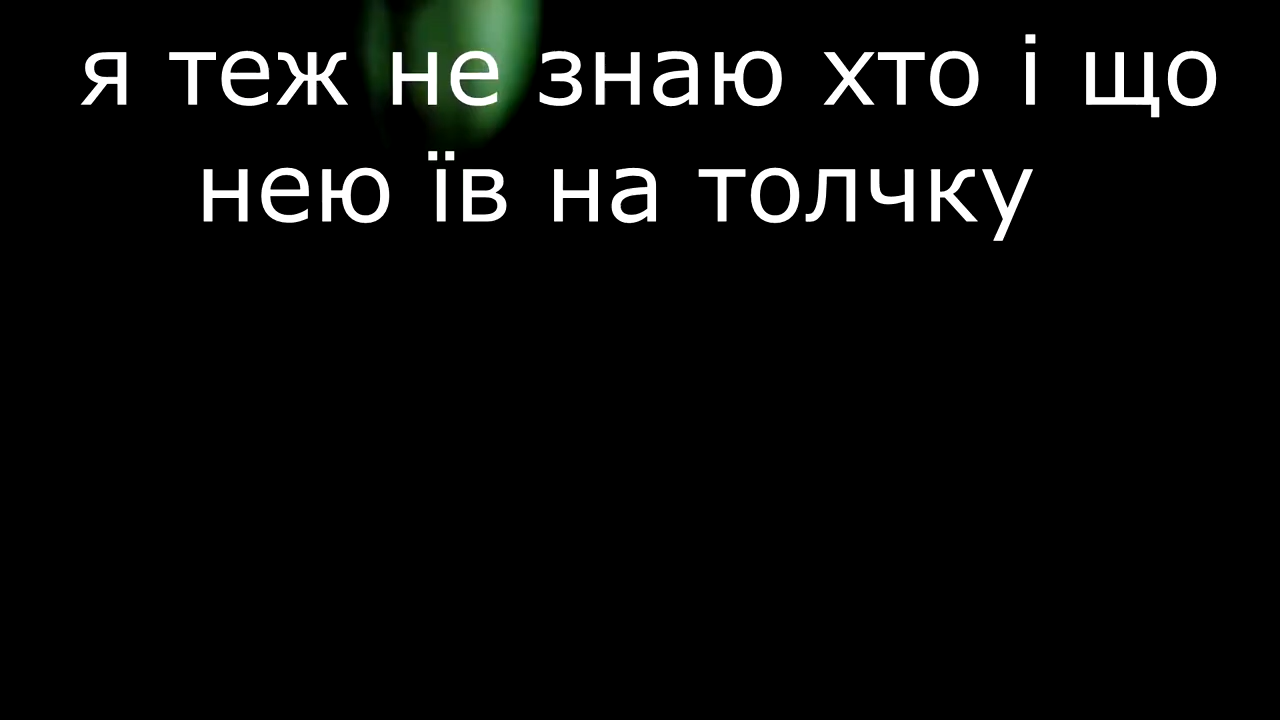 я теж не знаю хто і що
нею їв на толчку